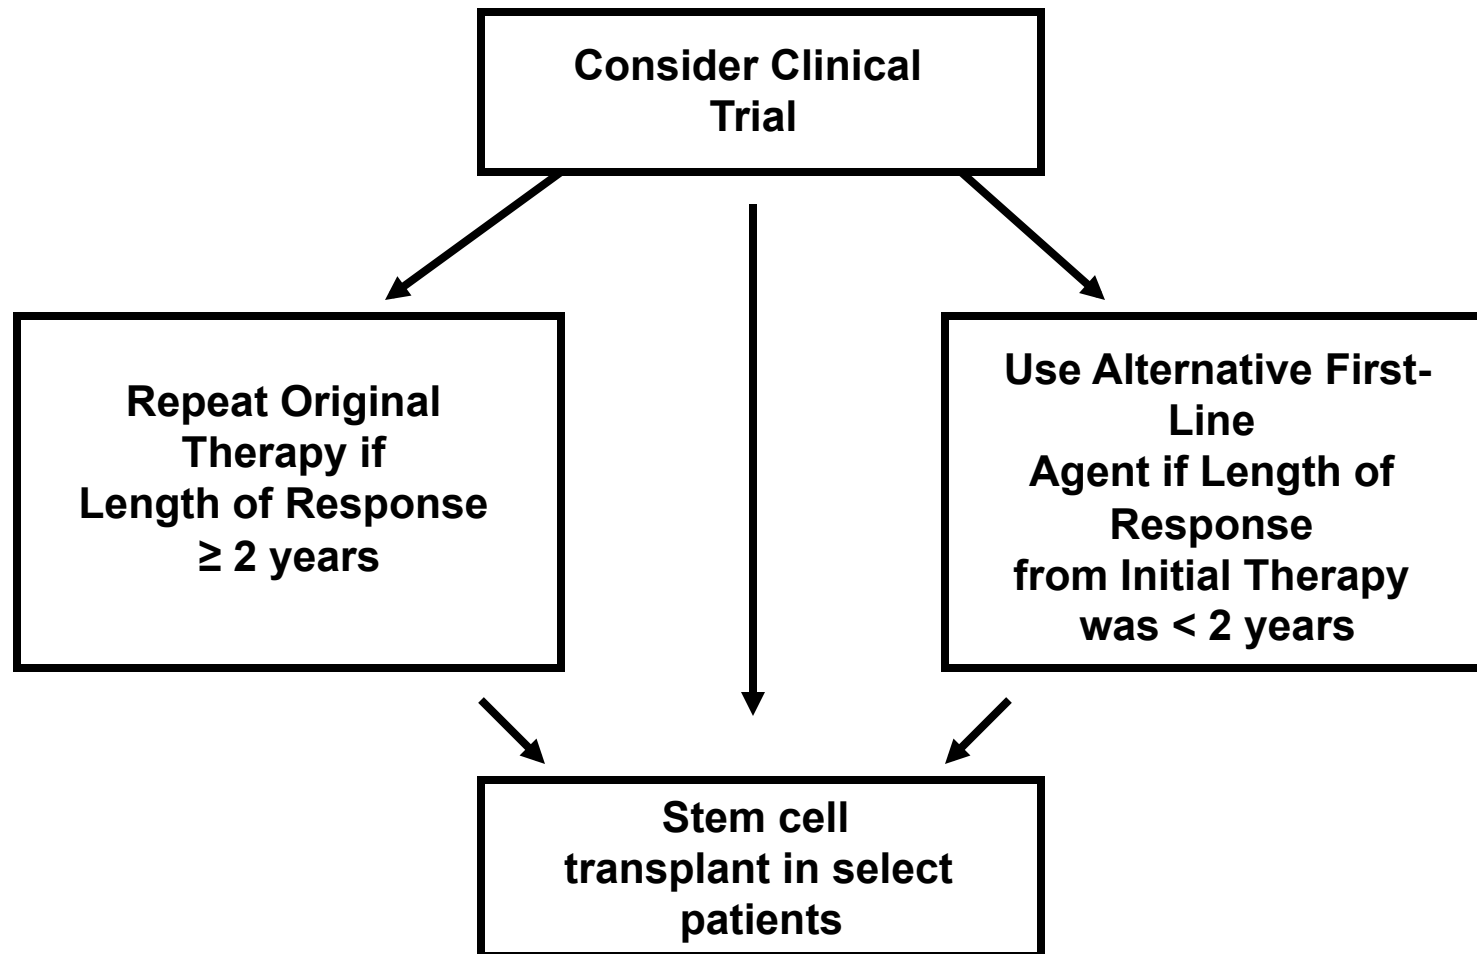 Consider Clinical
Trial
Repeat Original
Therapy if
Length of Response
≥ 2 years
Use Alternative First-
Line
Agent if Length of
Response
from Initial Therapy
was < 2 years
Stem cell
transplant in select
patients